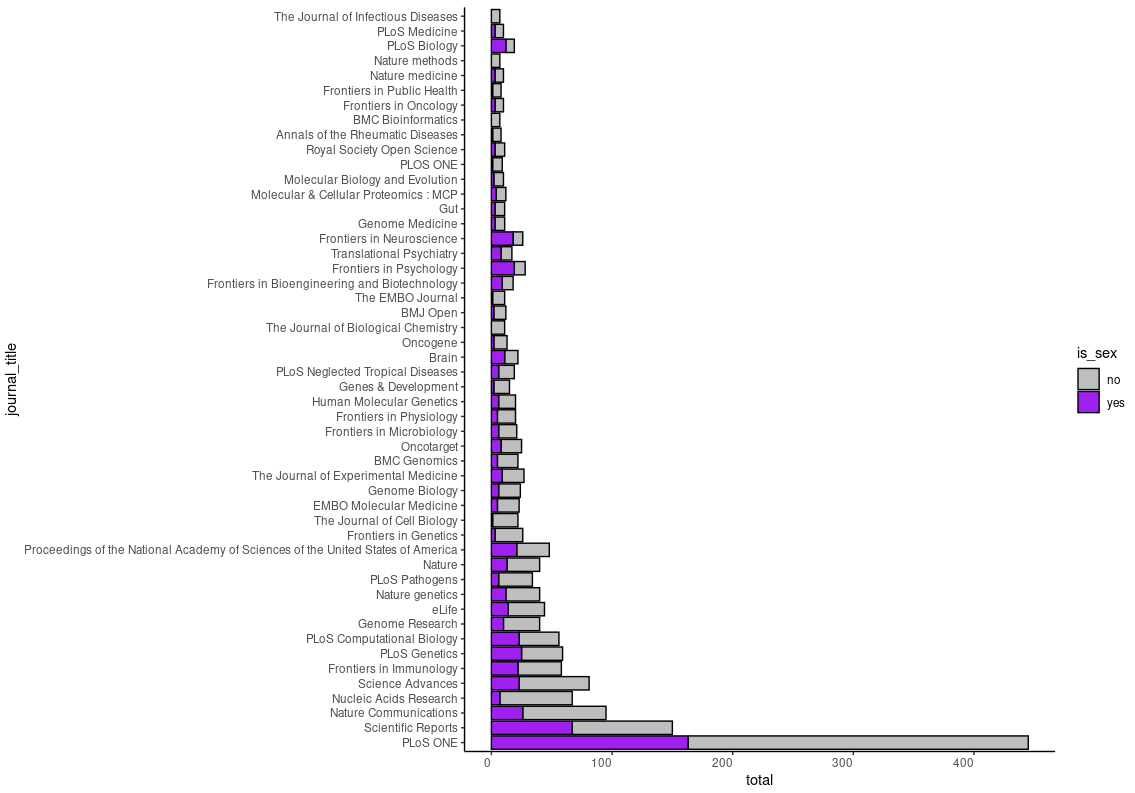 The Journal of Infectious Diseases
PLoS Medicine
PLoS Biology
Nature methods
Nature medicine
Frontiers in Public Health
Frontiers in Oncology
BMC Bioinformatics
Annals of the Rheumatic Diseases
Royal Society Open Science
PLOS ONE
Molecular Biology and Evolution
Molecular & Cellular Proteomics : MCP
Gut
Genome Medicine
Frontiers in Neuroscience
Translational Psychiatry
Frontiers in Psychology
Frontiers in Bioengineering and Biotechnology
The EMBO Journal
BMJ Open
The Journal of Biological Chemistry
Oncogene
Brain
PLoS Neglected Tropical Diseases
Genes & Development
Human Molecular Genetics
Frontiers in Physiology
Frontiers in Microbiology
Oncotarget
BMC Genomics
The Journal of Experimental Medicine
Genome Biology
EMBO Molecular Medicine
The Journal of Cell Biology
Frontiers in Genetics
Proceedings of the National Academy of Sciences of the United States of America
Nature
PLoS Pathogens
Nature genetics
eLife
Genome Research
PLoS Computational Biology
PLoS Genetics
Frontiers in Immunology
Science Advances
Nucleic Acids Research
Nature Communications
Scientific Reports
PLoS ONE
journal_title
0 100 200 300 400
total
is_sex
no
yes